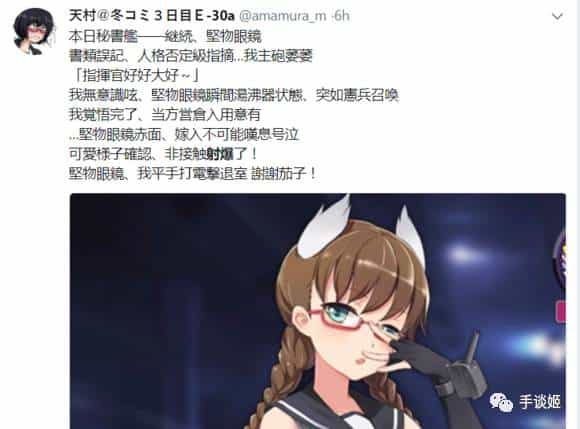 天村@冬コミ3日目E-30a @amamura_m ·6h
本日秘書艦——継続、堅物眼鏡
書類誤記、人格否定級指摘...我主砲萎萎
「指揮官好好大好～」
我無意識呟、堅物眼鏡瞬間湯沸器状態、突如憲兵召喚
我覚悟完了、当方営倉入用意有
...堅物眼鏡赤面、嫁入不可能嘆息号泣
可愛様子確認、非接触射爆了！
堅物眼鏡、我平手打電撃退室 謝謝茄子！
手谈姬